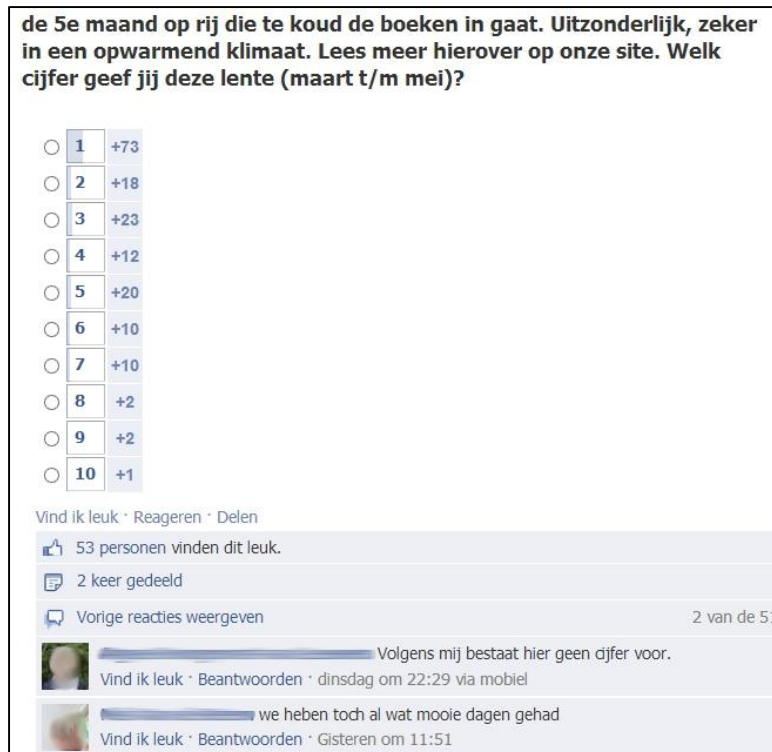 de 5e maand op rij die te koud de boeken in gaat. Uitzonderlijk, zeker
in een opwarmend klimaat. Lees meer hierover op onze site. Welk
cijfer geef jij deze lente (maart t/m mei)?
1 +73
2 +18
3 +23
4 +12
5 +20
6 +10
7 +10
8 +2
9 +2
10 +1
Vind ik leuk · Reageren · Delen
53 personen vinden dit leuk.
2 keer gedeeld
Vorige reacties weergeven 2 van de 51
Volgens mij bestaat hier geen cijfer voor.
Vind ik leuk · Beantwoorden · dinsdag om 22:29 via mobiel
we heben toch al wat mooie dagen gehad
Vind ik leuk · Beantwoorden · Gisteren om 11:51